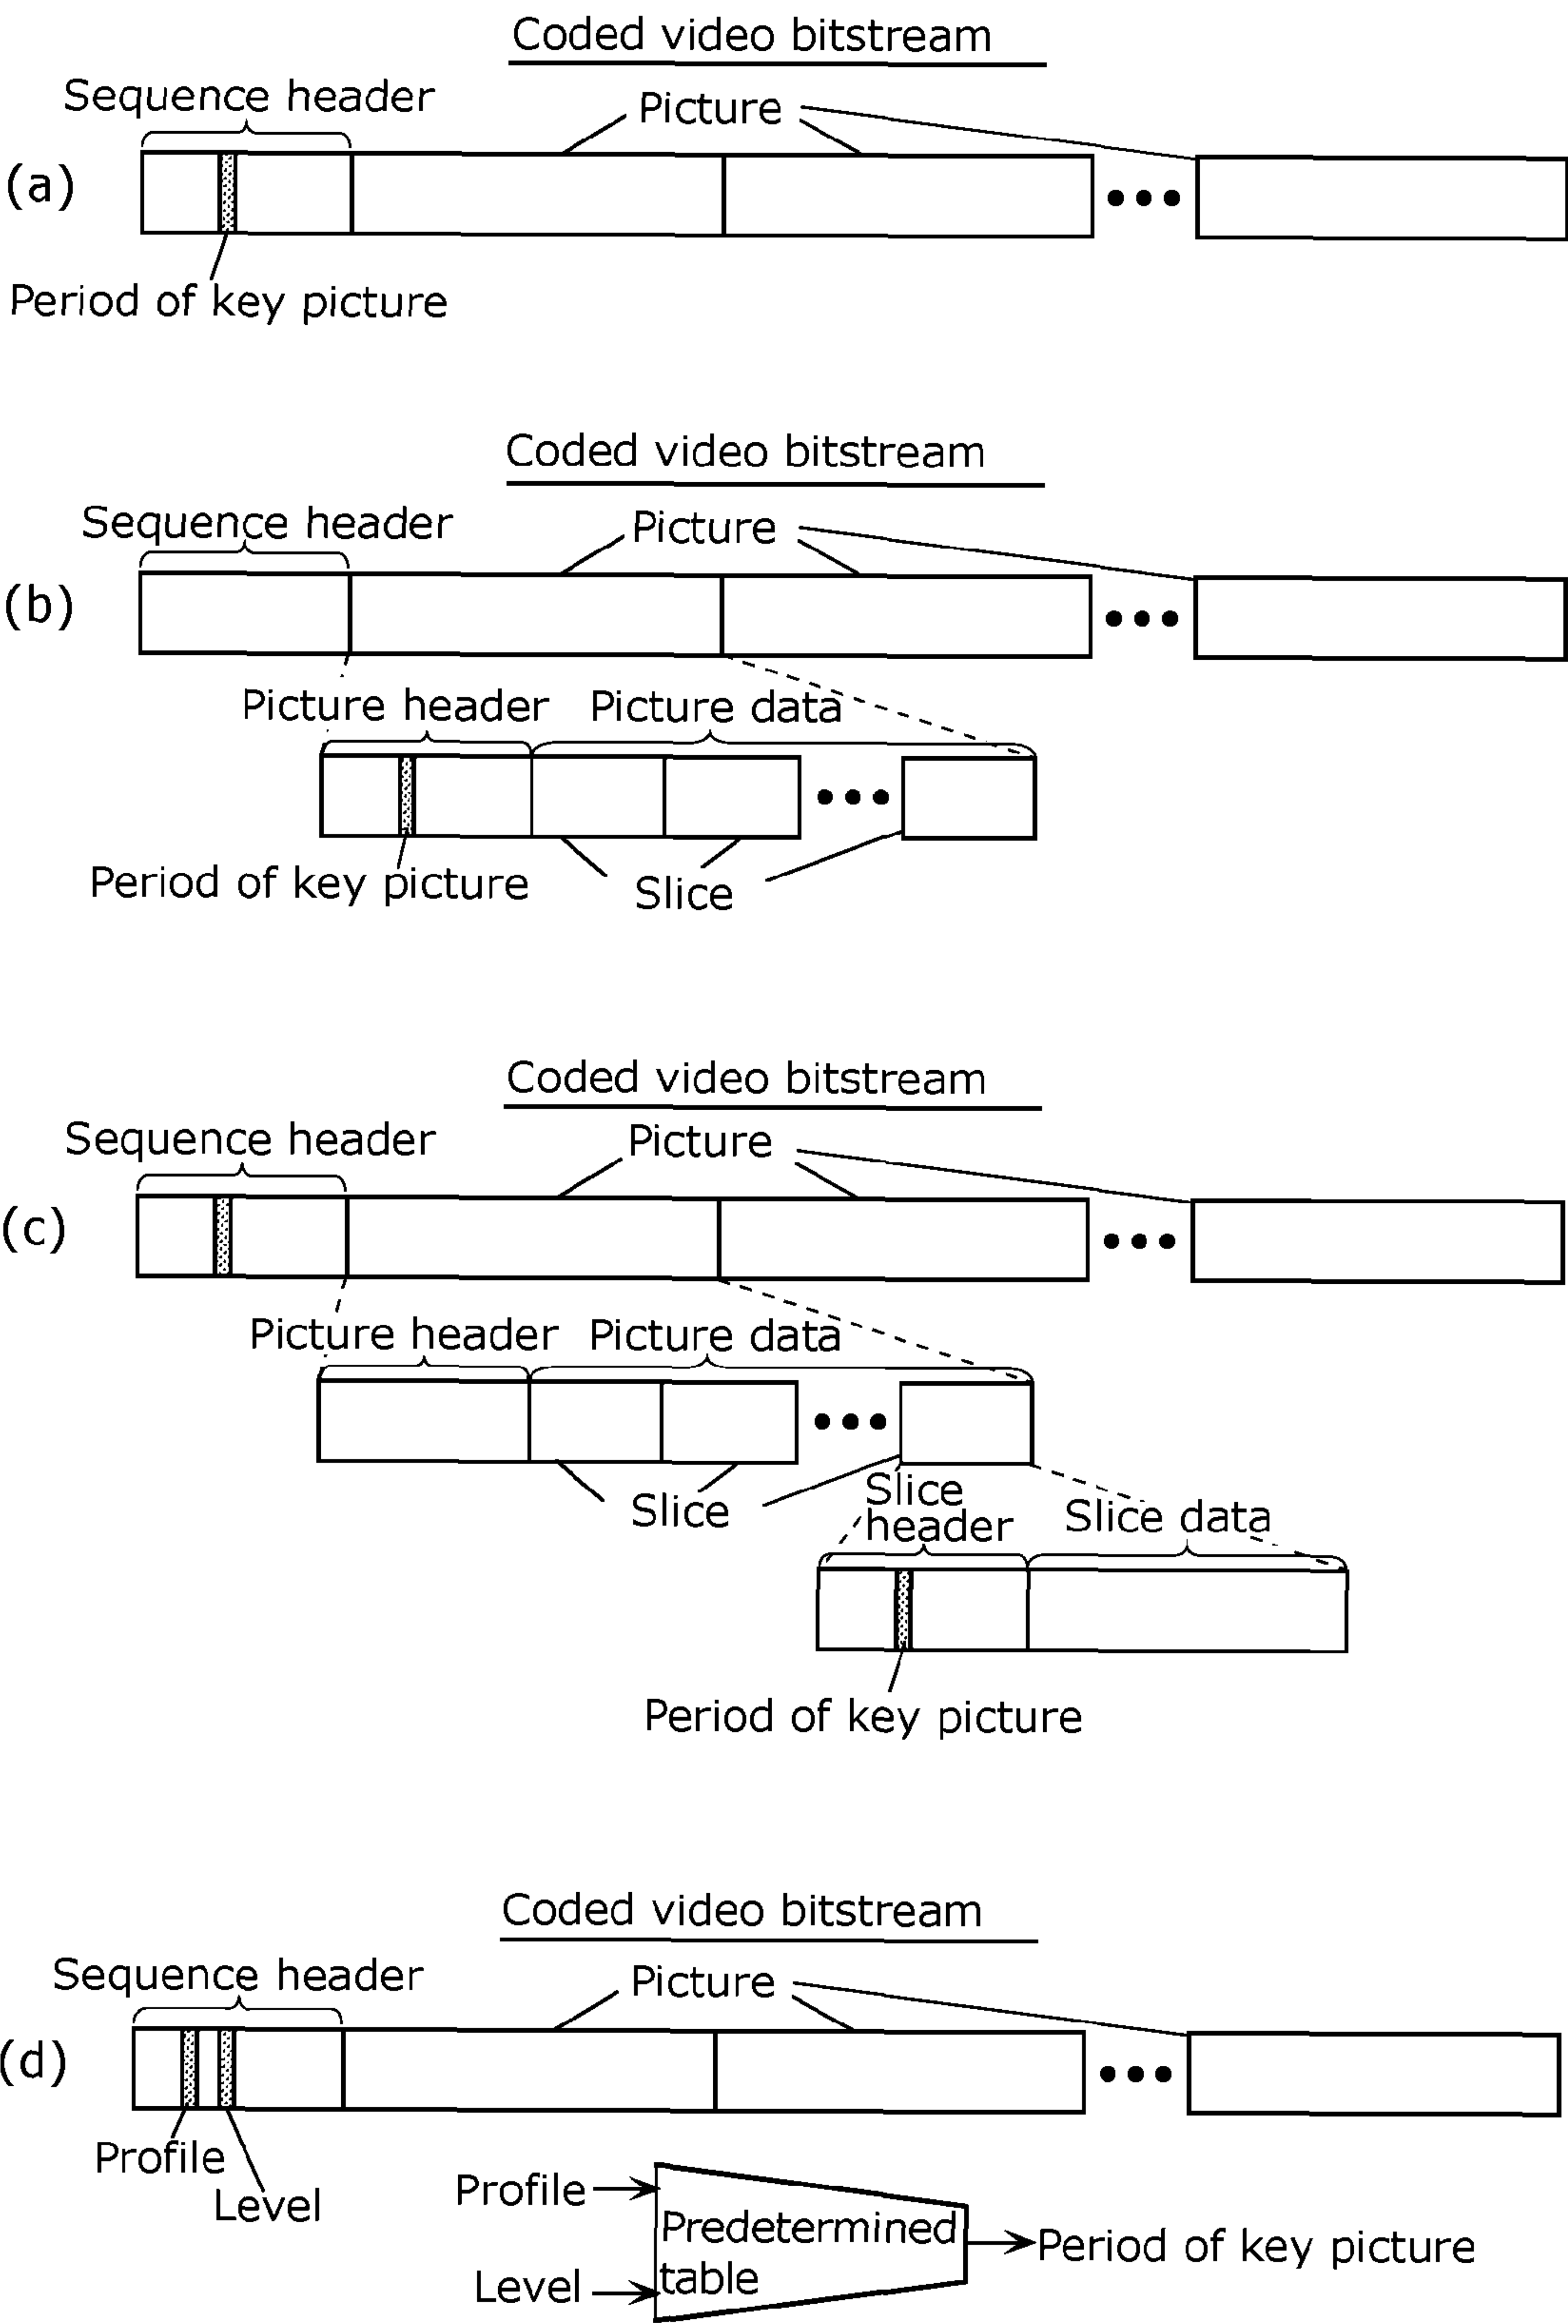 Coded video bitstream
Sequence header
Picture
(a)
Period of key picture
Coded video bitstream
Sequence header
Picture
(b)
Picture header
Picture data
Period of key picture
Slice
Coded video bitstream
Sequence header
Picture
(c)
Picture header
Picture data
Slice
Slice
header
Slice data
Period of key picture
Coded video bitstream
Sequence header
Picture
(d)
Profile
Level
Profile
Predetermined
table
Level
Period of key picture